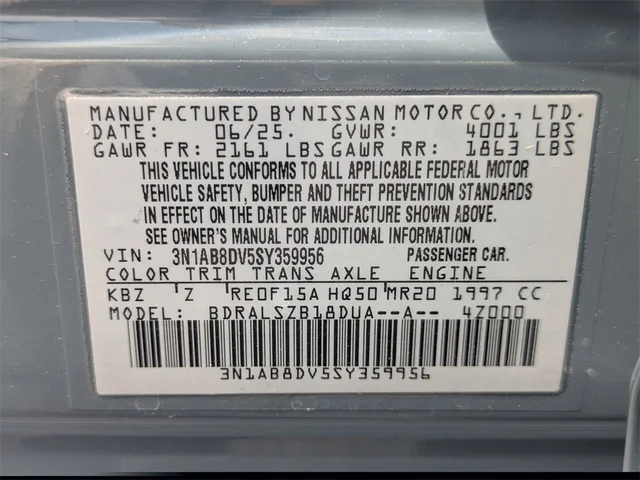 MANUFACTURED BY NISSAN MOTOR CO., LTD.
DATE: 06/25. GVWR: 4001 LBS
GAWR FR: 2161 LBS GAWR RR: 1863 LBS
THIS VEHICLE CONFORMS TO ALL APPLICABLE FEDERAL MOTOR
VEHICLE SAFETY, BUMPER AND THEFT PREVENTION STANDARDS
IN EFFECT ON THE DATE OF MANUFACTURE SHOWN ABOVE.
SEE OWNER'S MANUAL FOR ADDITIONAL INFORMATION.
VIN: 3N1AB8DV5SY359956 PASSENGER CAR.
COLOR TRIM TRANS AXLE ENGINE
KBZ Z RE0F15A HQ50 MR20 1997 CC
MODEL: BDRALSZB18DUA--A-- 4Z000
3N1AB8DV5SY359956